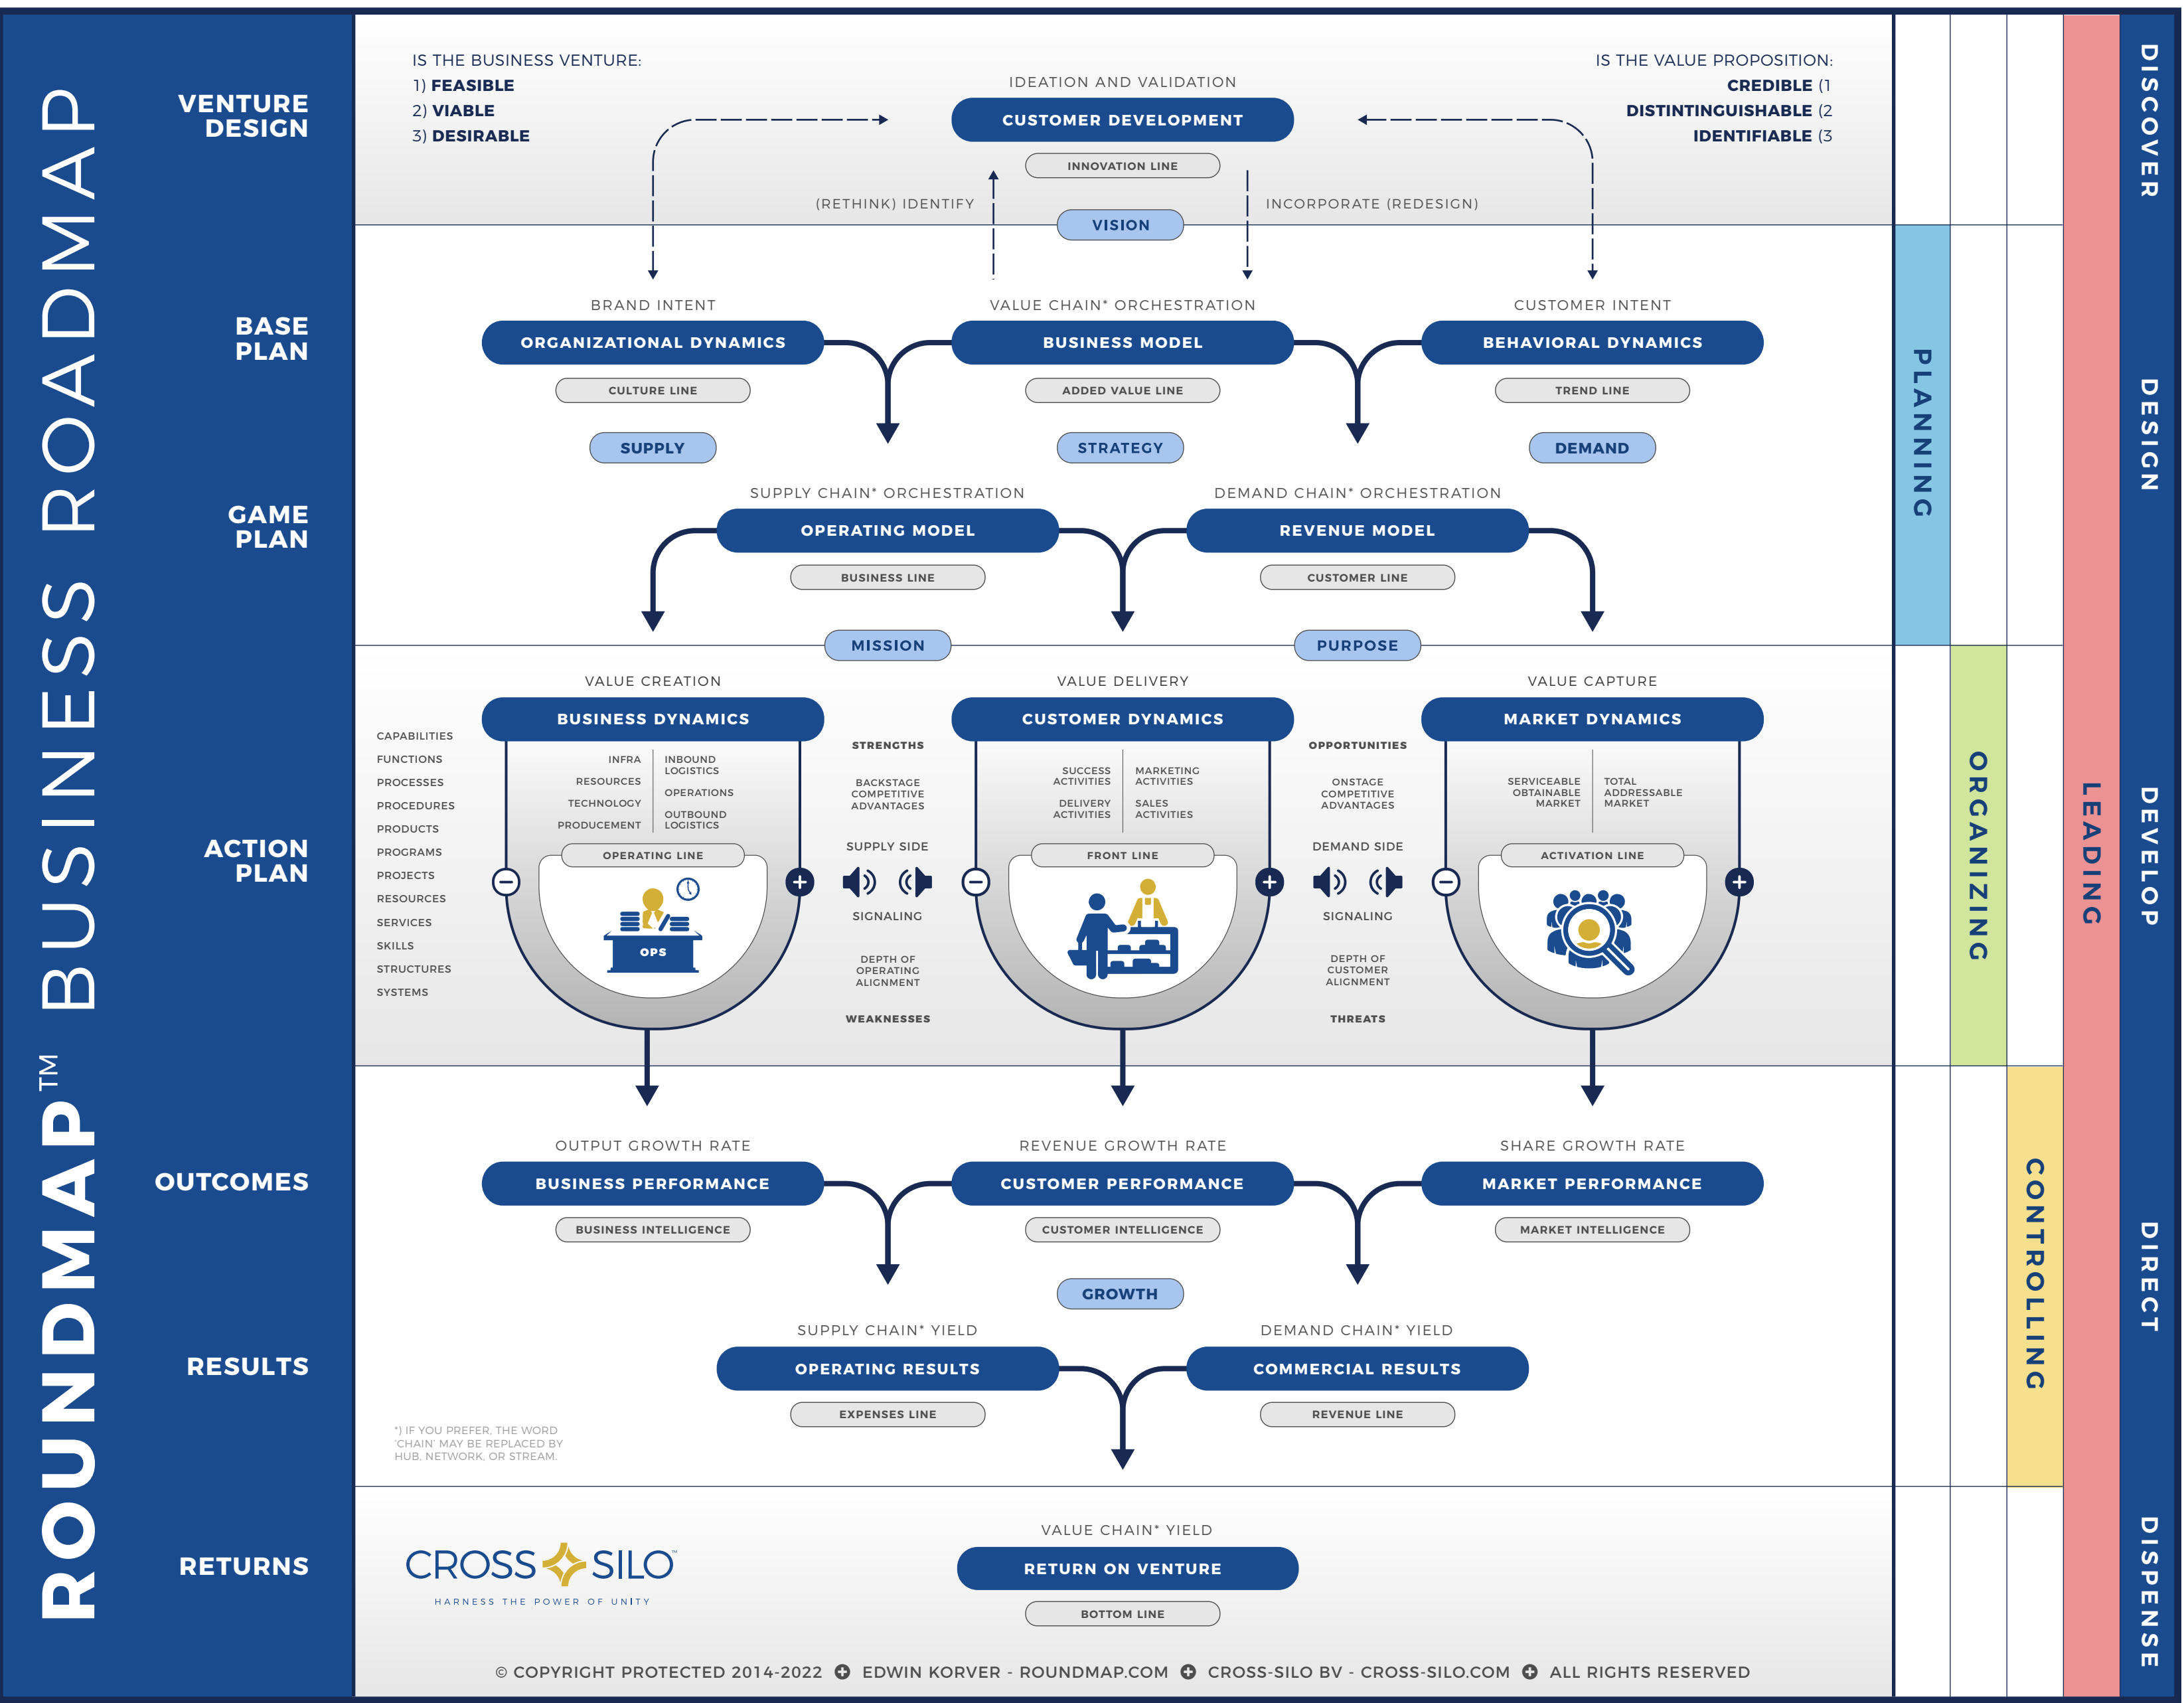 ROUNDMAP™ BUSINESS ROADMAP
VENTURE
DESIGN
IS THE BUSINESS VENTURE:
1) FEASIBLE
2) VIABLE
3) DESIRABLE
IDEATION AND VALIDATION
CUSTOMER DEVELOPMENT
INNOVATION LINE
IS THE VALUE PROPOSITION:
CREDIBLE (1
DISTINTINGUISHABLE (2
IDENTIFIABLE (3
(RETHINK) IDENTIFY
INCORPORATE (REDESIGN)
VISION
BASE
PLAN
BRAND INTENT
ORGANIZATIONAL DYNAMICS
CULTURE LINE
VALUE CHAIN* ORCHESTRATION
BUSINESS MODEL
ADDED VALUE LINE
CUSTOMER INTENT
BEHAVIORAL DYNAMICS
TREND LINE
SUPPLY
STRATEGY
DEMAND
GAME
PLAN
SUPPLY CHAIN* ORCHESTRATION
OPERATING MODEL
BUSINESS LINE
DEMAND CHAIN* ORCHESTRATION
REVENUE MODEL
CUSTOMER LINE
MISSION
PURPOSE
ACTION
PLAN
CAPABILITIES
FUNCTIONS
PROCESSES
PROCEDURES
PRODUCTS
PROGRAMS
PROJECTS
RESOURCES
SERVICES
SKILLS
STRUCTURES
SYSTEMS
VALUE CREATION
BUSINESS DYNAMICS
INFRA
RESOURCES
TECHNOLOGY
PRODUCEMENT
INBOUND
LOGISTICS
OPERATIONS
OUTBOUND
LOGISTICS
OPERATING LINE
OPS
STRENGTHS
BACKSTAGE
COMPETITIVE
ADVANTAGES
SUPPLY SIDE
SIGNALING
DEPTH OF
OPERATING
ALIGNMENT
WEAKNESSES
VALUE DELIVERY
CUSTOMER DYNAMICS
SUCCESS
ACTIVITIES
DELIVERY
ACTIVITIES
MARKETING
ACTIVITIES
SALES
ACTIVITIES
FRONT LINE
OPPORTUNITIES
ONSTAGE
COMPETITIVE
ADVANTAGES
DEMAND SIDE
SIGNALING
DEPTH OF
CUSTOMER
ALIGNMENT
THREATS
VALUE CAPTURE
MARKET DYNAMICS
SERVICEABLE
OBTAINABLE
MARKET
TOTAL
ADDRESSABLE
MARKET
ACTIVATION LINE
OUTCOMES
OUTPUT GROWTH RATE
BUSINESS PERFORMANCE
BUSINESS INTELLIGENCE
REVENUE GROWTH RATE
CUSTOMER PERFORMANCE
CUSTOMER INTELLIGENCE
SHARE GROWTH RATE
MARKET PERFORMANCE
MARKET INTELLIGENCE
GROWTH
RESULTS
SUPPLY CHAIN* YIELD
OPERATING RESULTS
EXPENSES LINE
DEMAND CHAIN* YIELD
COMMERCIAL RESULTS
REVENUE LINE
*) IF YOU PREFER, THE WORD
'CHAIN' MAY BE REPLACED BY
HUB, NETWORK, OR STREAM.
RETURNS
CROSS SILO™
HARNESS THE POWER OF UNITY
VALUE CHAIN* YIELD
RETURN ON VENTURE
BOTTOM LINE
© COPYRIGHT PROTECTED 2014-2022 EDWIN KORVER - ROUNDMAP.COM CROSS-SILO BV - CROSS-SILO.COM ALL RIGHTS RESERVED
PLANNING
ORGANIZING
CONTROLLING
LEADING
DISCOVER
DESIGN
DEVELOP
DIRECT
DISPENSE